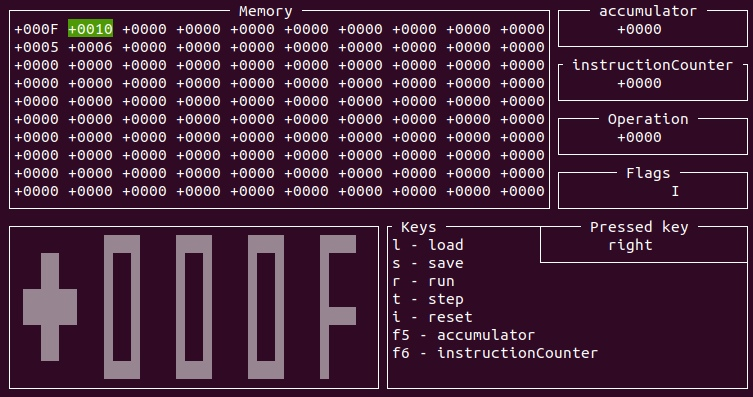 Memory
+000F +0010 +0000 +0000 +0000 +0000 +0000 +0000 +0000 +0000
+0005 +0006 +0000 +0000 +0000 +0000 +0000 +0000 +0000 +0000
+0000 +0000 +0000 +0000 +0000 +0000 +0000 +0000 +0000 +0000
+0000 +0000 +0000 +0000 +0000 +0000 +0000 +0000 +0000 +0000
+0000 +0000 +0000 +0000 +0000 +0000 +0000 +0000 +0000 +0000
+0000 +0000 +0000 +0000 +0000 +0000 +0000 +0000 +0000 +0000
+0000 +0000 +0000 +0000 +0000 +0000 +0000 +0000 +0000 +0000
+0000 +0000 +0000 +0000 +0000 +0000 +0000 +0000 +0000 +0000
+0000 +0000 +0000 +0000 +0000 +0000 +0000 +0000 +0000 +0000
+0000 +0000 +0000 +0000 +0000 +0000 +0000 +0000 +0000 +0000
accumulator
+0000
instructionCounter
+0000
Operation
+0000
Flags
I
+000F
Keys
l - load
s - save
r - run
t - step
i - reset
f5 - accumulator
f6 - instructionCounter
Pressed key
right